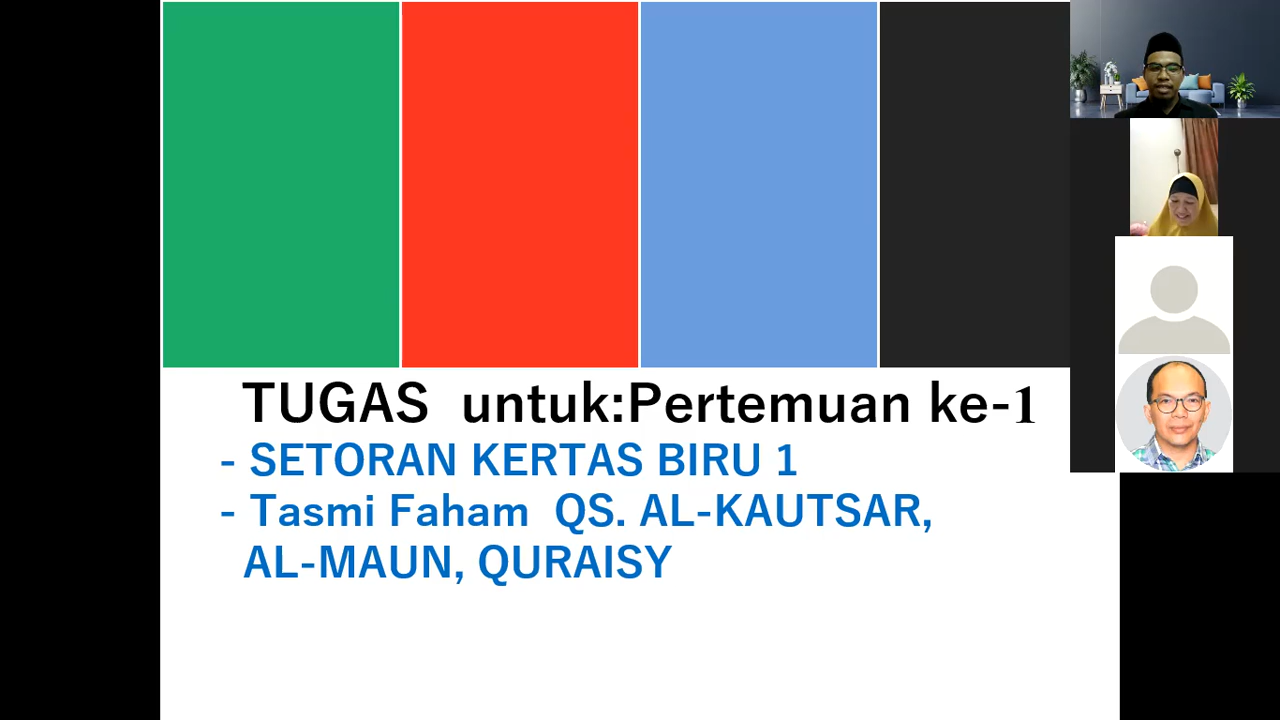 TUGAS untuk:Pertemuan ke-1
- SETORAN KERTAS BIRU 1
- Tasmi Faham QS. AL-KAUTSAR,
AL-MAUN, QURAISY